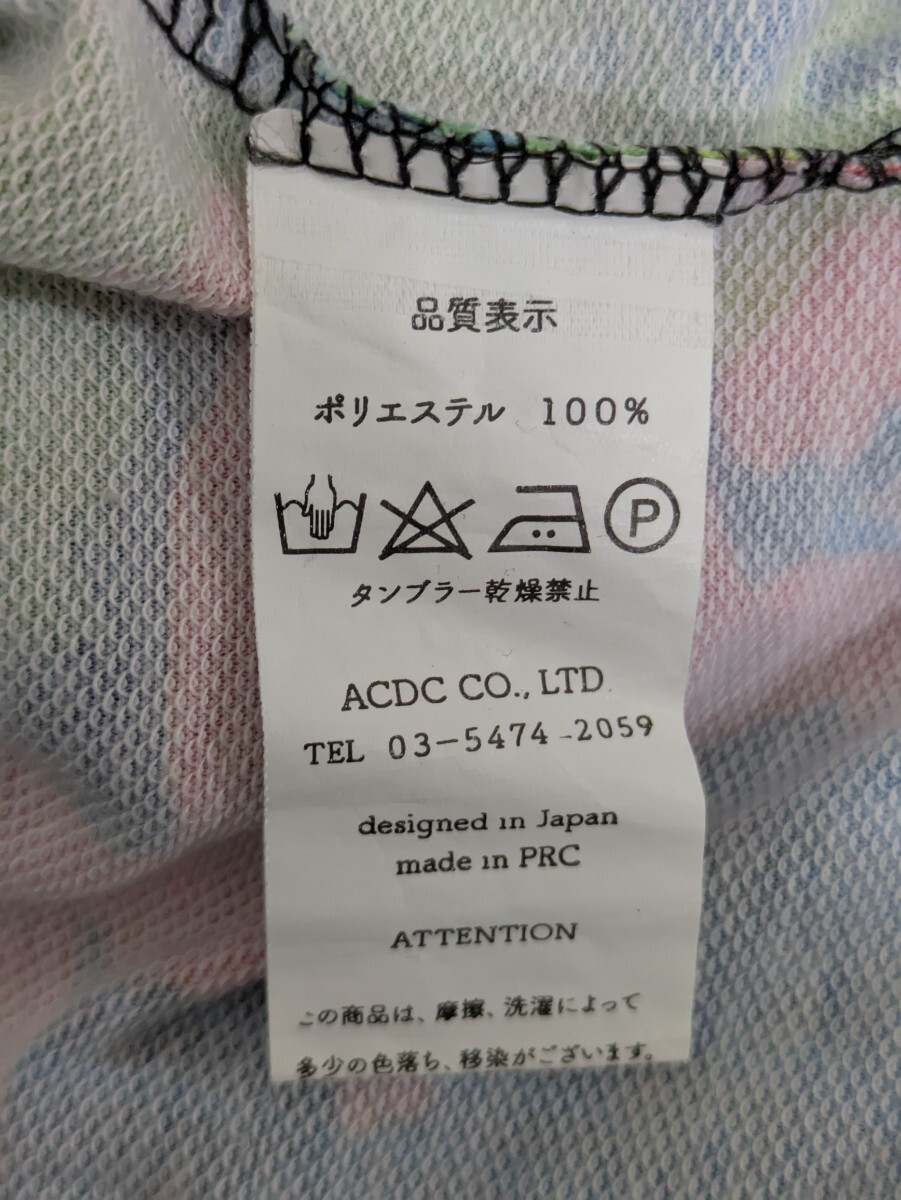 品質表示
ポリエステル 100%
P
タンブラー乾燥禁止
ACDC CO., LTD.
TEL 03-5474-2059
designed in Japan
made in PRC
ATTENTION
この商品は、摩擦、洗濯によって
多少の色落ち、移染がございます。